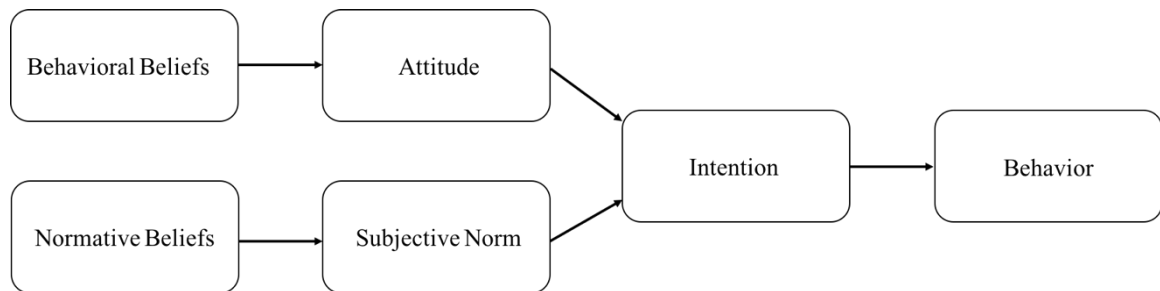 Behavioral Beliefs
Attitude
Intention
Behavior
Normative Beliefs
Subjective Norm